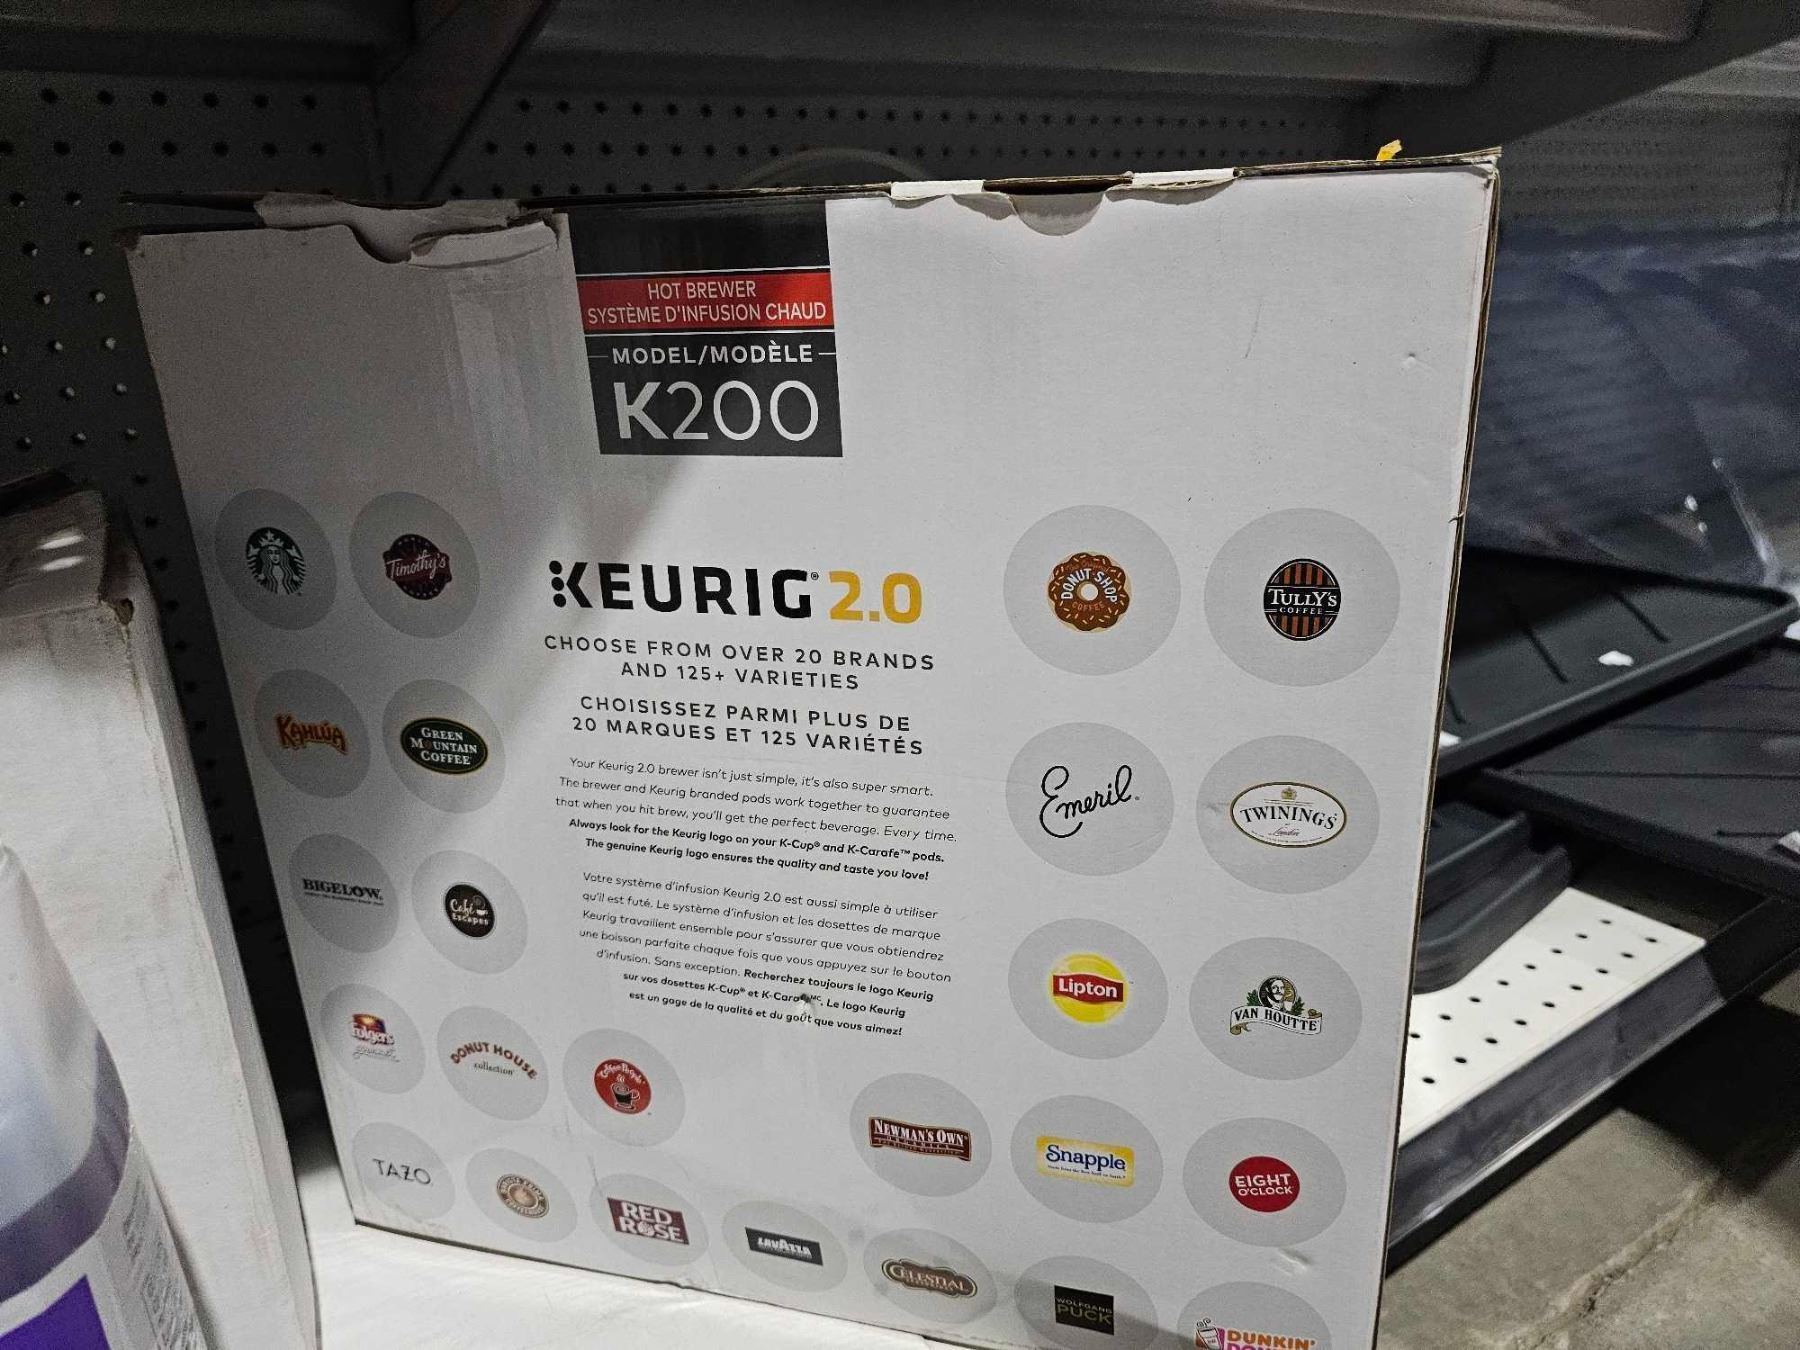 HOT BREWER
SYSTÈME D'INFUSION CHAUD
MODEL/MODÈLE
K200
KEURIG® 2.0
CHOOSE FROM OVER 20 BRANDS
AND 125+ VARIETIES
CHOISISSEZ PARMI PLUS DE
20 MARQUES ET 125 VARIÉTÉS
Your Keurig 2.0 brewer isn't just simple, it's also super smart.
The brewer and Keurig branded pods work together to guarantee
that when you hit brew, you'll get the perfect beverage. Every time.
Always look for the Keurig logo on your K-Cup® and K-Carafe™ pods.
The genuine Keurig logo ensures the quality and taste you love!
Votre système d'infusion Keurig 2.0 est aussi simple à utiliser
qu'il est futé. Le système d'infusion et les dosettes de marque
Keurig travaillent ensemble pour s'assurer que vous obtiendrez
une boisson parfaite chaque fois que vous appuyez sur le bouton
d'infusion. Sans exception. Recherchez toujours le logo Keurig
sur vos dosettes K-Cup® et K-Carafe MC. Le logo Keurig
est un gage de la qualité et du goût que vous aimez!
Timothy's
KAHLÚA
GREEN
MOUNTAIN
COFFEE
BIGELOW.
Café
Escapes
Folgers
DONUT HOUSE
collection
Coffee People
TAZO
RED
ROSE
LAVAZZA
DONUT SHOP
COFFEE
TULLY'S
COFFEE
Emeril.
TWININGS
London
Lipton
VAN HOUTTE
NEWMAN'S OWN
Snapple
EIGHT
O'CLOCK
CELESTIAL
WOLFGANG
PUCK
DUNKIN'